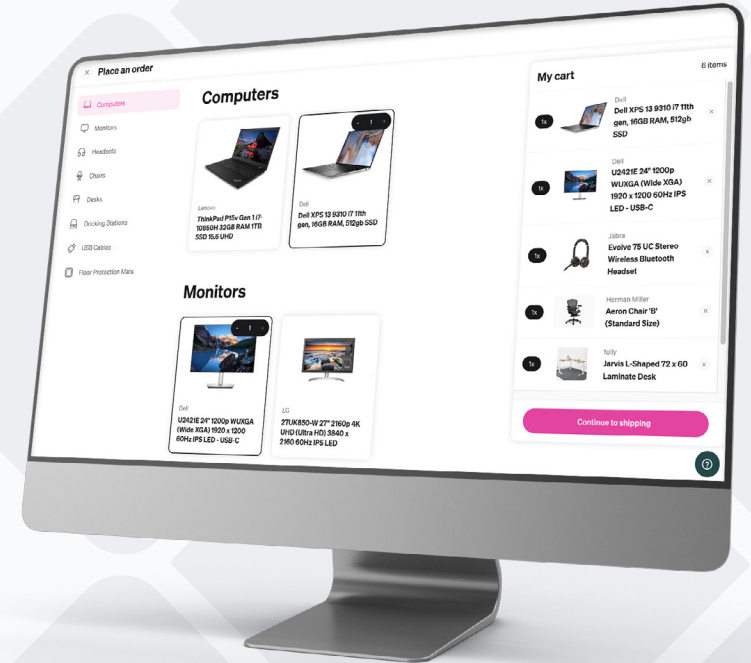 × Place an order
Computers
Monitors
Headsets
Chairs
Desks
Docking Stations
USB Cables
Floor Protection Mats
Computers
- 1 +
Lenovo
ThinkPad P15v Gen 1 i7-
10850H 32GB RAM 1TB
SSD 15.6 UHD
Dell
Dell XPS 13 9310 i7 11th
gen, 16GB RAM, 512gb SSD
Monitors
- 1 +
Dell
U2421E 24" 1200p WUXGA
(Wide XGA) 1920 x 1200
60Hz IPS LED - USB-C
LG
27UK850-W 27" 2160p 4K
UHD (Ultra HD) 3840 x
2160 60Hz IPS LED
My cart
6 items
1x
Dell
Dell XPS 13 9310 i7 11th
gen, 16GB RAM, 512gb
SSD
×
1x
Dell
U2421E 24" 1200p
WUXGA (Wide XGA)
1920 x 1200 60Hz IPS
LED - USB-C
×
1x
Jabra
Evolve 75 UC Stereo
Wireless Bluetooth
Headset
×
1x
Herman Miller
Aeron Chair 'B'
(Standard Size)
×
1x
fully
Jarvis L-Shaped 72 x 60
Laminate Desk
×
Continue to shipping
?